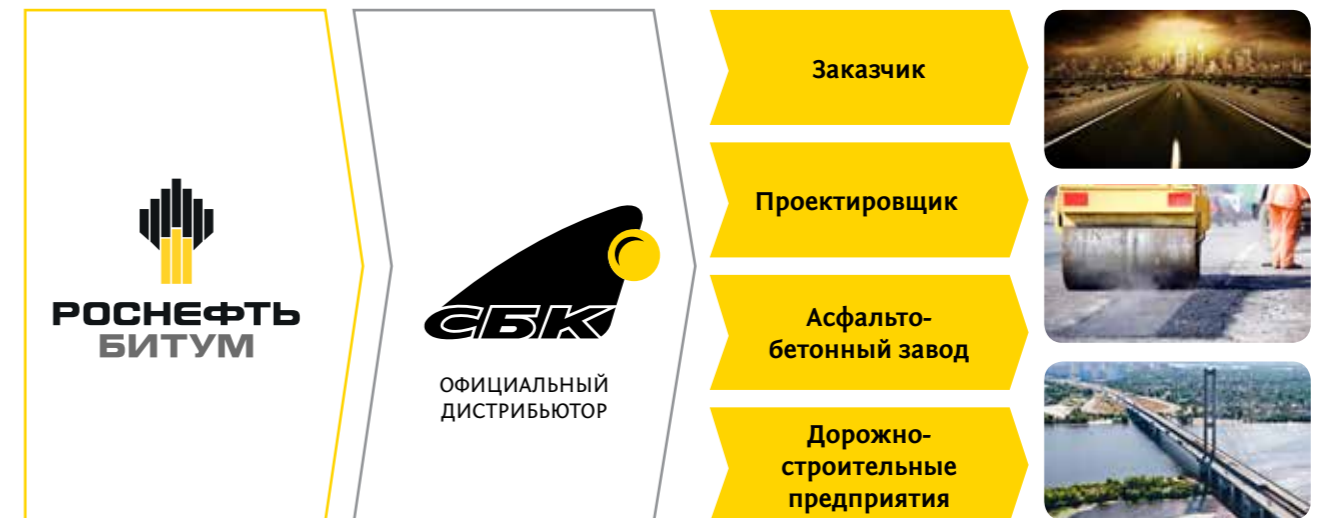 РОСНЕФТЬ
БИТУМ
СБК
ОФИЦИАЛЬНЫЙ
ДИСТРИБЬЮТОР
Заказчик
Проектировщик
Асфальто-
бетонный завод
Дорожно-
строительные
предприятия